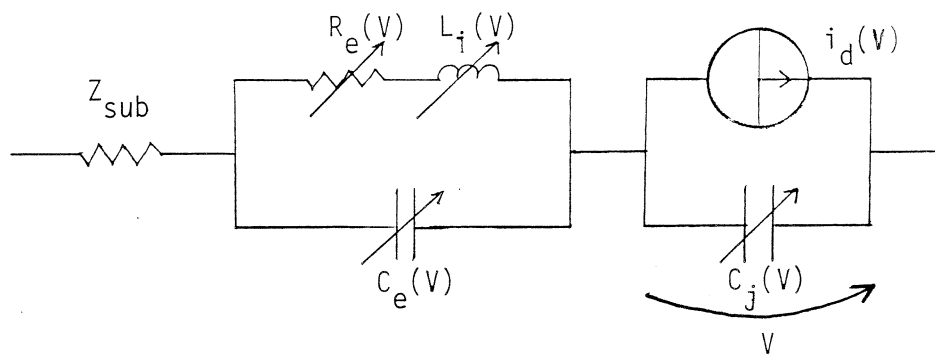 R_e(V)
L_i(V)
i_d(V)
Z_sub
C_e(V)
C_j(V)
V